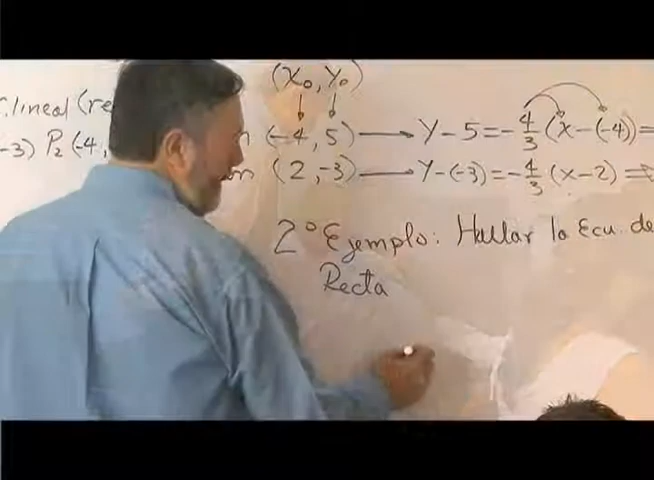 (X₀, Y₀)
C. lineal (re
(-4, 5) → Y - 5 = -4/3 (x - (-4)) =
-3) P₂ (-4,
(2, -3) → Y - (-3) = -4/3 (x - 2) =
2° Ejemplo: Hallar la Ecu. de
Recta